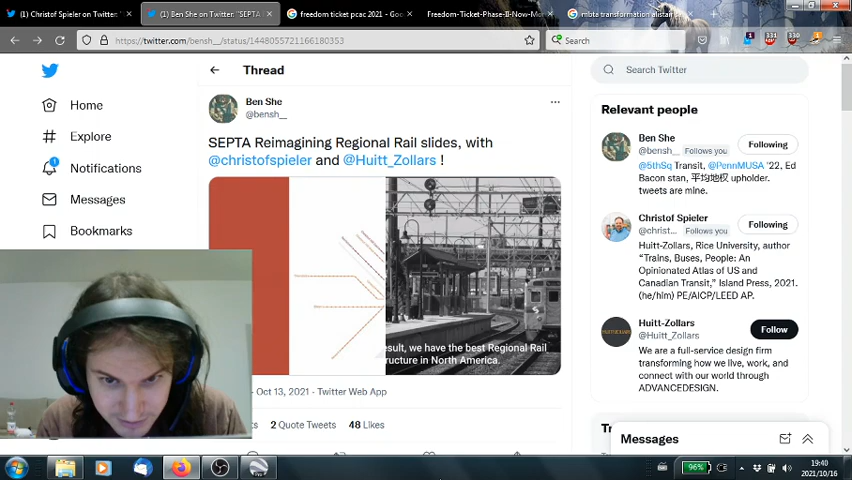 (1) Christof Spieler on Twitter:
(1) Ben She on Twitter: "SEPTA
freedom ticket pcac 2021 - Goo
Freedom-Ticket-Phase-II-Now-Mor
mbta transformation alistair
https://twitter.com/bensh__/status/1448055721166180353
Search
Home
Explore
Notifications
1
Messages
Bookmarks
Thread
Ben She
@bensh__
SEPTA Reimagining Regional Rail slides, with
@christofspieler and @Huitt_Zollars !
result, we have the best Regional Rail
ructure in North America.
· Oct 13, 2021 · Twitter Web App
2 Quote Tweets
48 Likes
Search Twitter
Relevant people
Ben She
@bensh__ Follows you
Following
@5thSq Transit, @PennMUSA '22, Ed
Bacon stan, 平均地权 upholder.
tweets are mine.
Christof Spieler
@christ... Follows you
Following
Huitt-Zollars, Rice University, author
"Trains, Buses, People: An
Opinionated Atlas of US and
Canadian Transit," Island Press, 2021.
(he/him) PE/AICP/LEED AP.
Huitt-Zollars
@Huitt_Zollars
Follow
We are a full-service design firm
transforming how we live, work, and
connect with our world through
ADVANCEDESIGN.
Messages
96%
19:40
2021/10/16